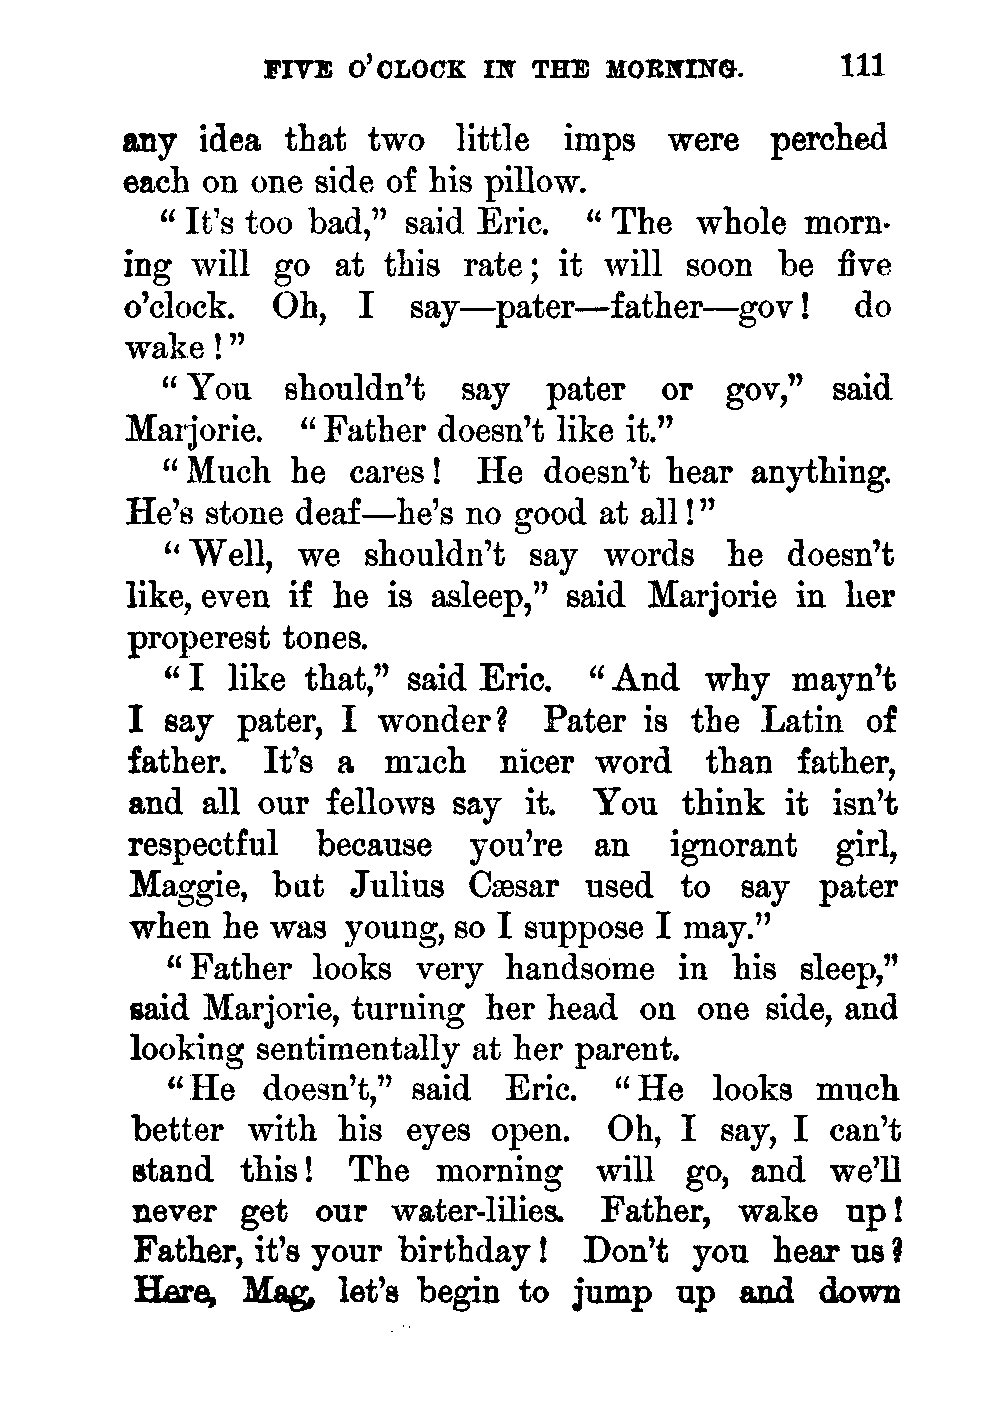 FIVE O'CLOCK IN THE MORNING. 111
any idea that two little imps were perched
each on one side of his pillow.
“It's too bad,” said Eric. “The whole morn-
ing will go at this rate; it will soon be five
o'clock. Oh, I say—pater—father—gov! do
wake!”
“You shouldn't say pater or gov,” said
Marjorie. “Father doesn't like it.”
“Much he cares! He doesn't hear anything.
He's stone deaf—he's no good at all!”
“Well, we shouldn't say words he doesn't
like, even if he is asleep,” said Marjorie in her
properest tones.
“I like that,” said Eric. “And why mayn't
I say pater, I wonder? Pater is the Latin of
father. It's a much nicer word than father,
and all our fellows say it. You think it isn't
respectful because you're an ignorant girl,
Maggie, but Julius Cæsar used to say pater
when he was young, so I suppose I may.”
“Father looks very handsome in his sleep,”
said Marjorie, turning her head on one side, and
looking sentimentally at her parent.
“He doesn't,” said Eric. “He looks much
better with his eyes open. Oh, I say, I can't
stand this! The morning will go, and we'll
never get our water-lilies. Father, wake up!
Father, it's your birthday! Don't you hear us?
Here, Mag, let's begin to jump up and down